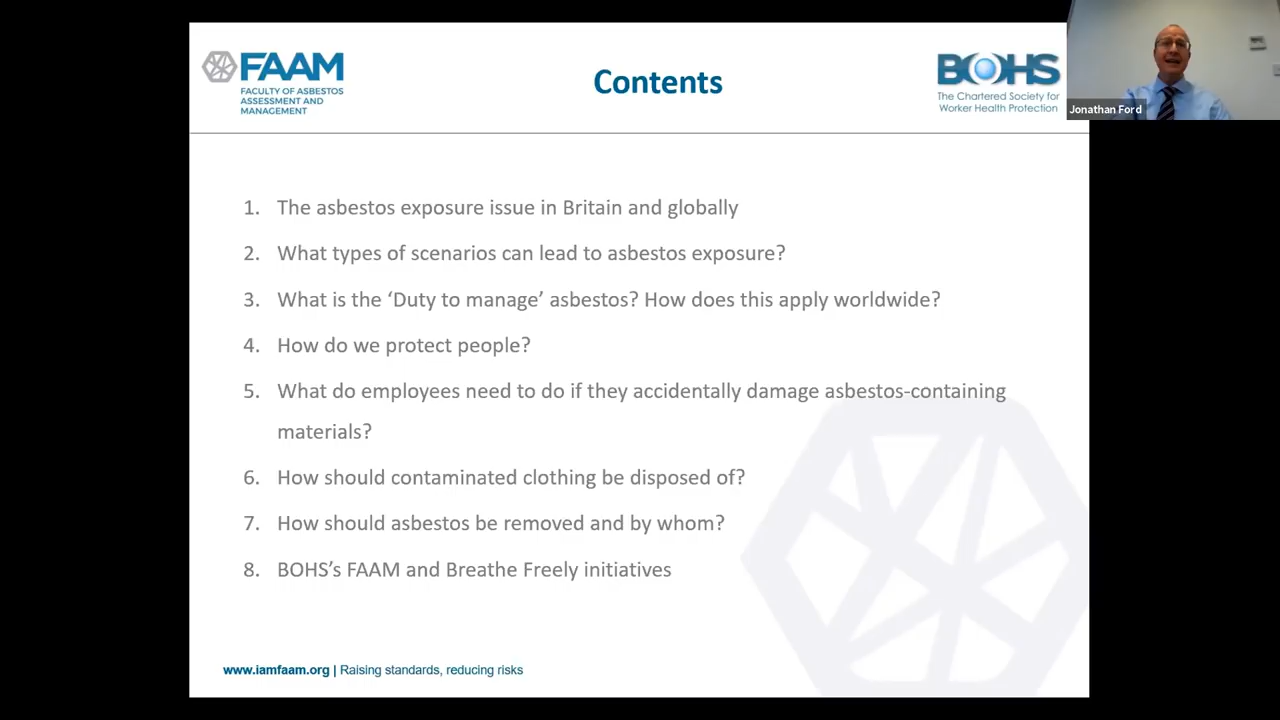 FAAM
FACULTY OF ASBESTOS
ASSESSMENT AND
MANAGEMENT
Contents
BOHS
The Chartered Society for
Worker Health Protection
Jonathan Ford
1. The asbestos exposure issue in Britain and globally
2. What types of scenarios can lead to asbestos exposure?
3. What is the ‘Duty to manage’ asbestos? How does this apply worldwide?
4. How do we protect people?
5. What do employees need to do if they accidentally damage asbestos-containing
materials?
6. How should contaminated clothing be disposed of?
7. How should asbestos be removed and by whom?
8. BOHS’s FAAM and Breathe Freely initiatives
www.iamfaam.org | Raising standards, reducing risks